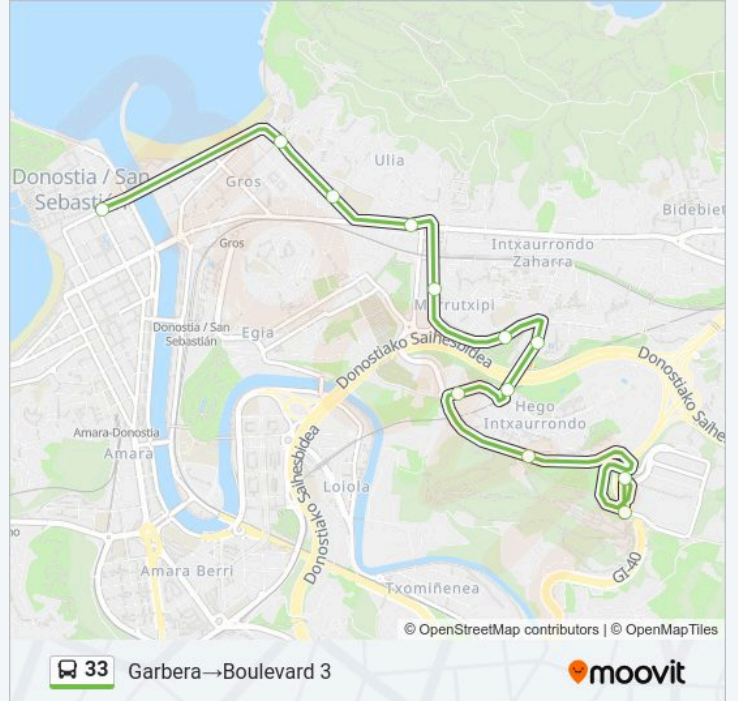 Donostia / San
Sebastián
Ulia
Gros
Bidebiet
Gros
Intxaurrondo
Zaharra
Donostia / San
Sebastián
Egia
Donostiako Saihesbidea
Donostiako Saihe
Hego
Intxaurrondo
Amara-Donostia
Amara
Donostiako Saihesbidea
Loiola
Amara Berri
Txomiñenea
GI-40
© OpenStreetMap contributors | © OpenMapTiles
33 Garbera→Boulevard 3
moovit